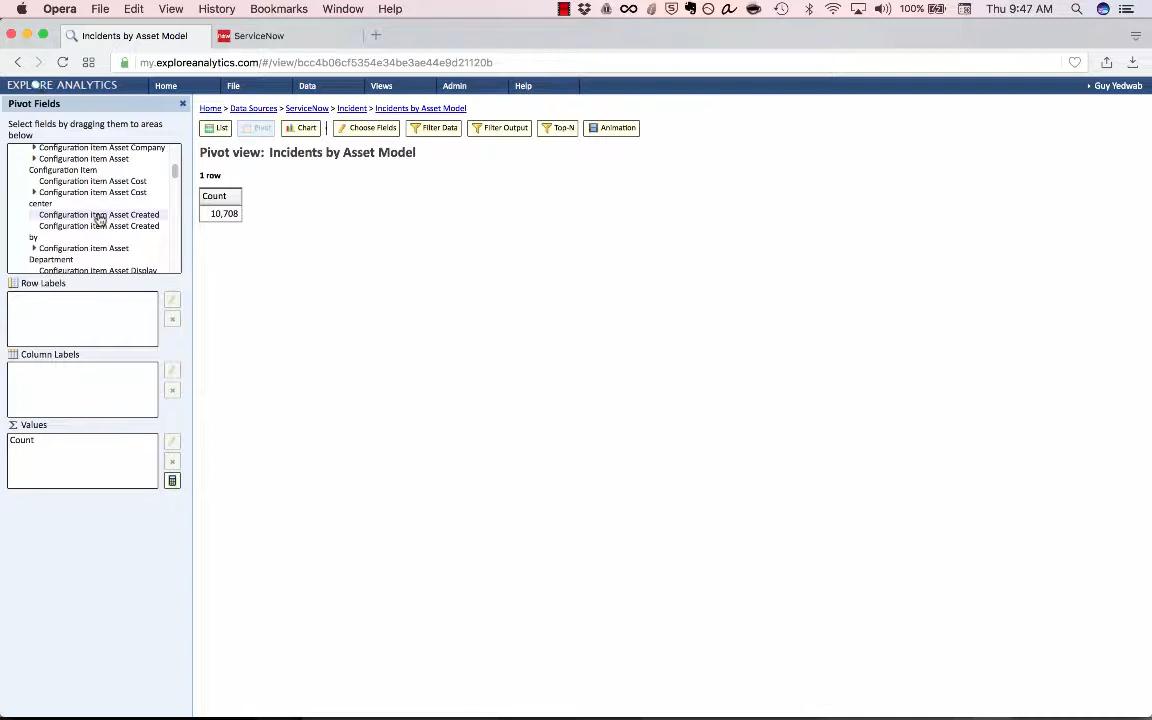 Opera File Edit View History Bookmarks Window Help 100% Thu 9:47 AM
Incidents by Asset Model ServiceNow
my.exploreanalytics.com/#/view/bcc4b06cf5354e34be3ae44e9d21120b
EXPLORE ANALYTICS Home File Data Views Admin Help Guy Yedwab
Pivot Fields
Home > Data Sources > ServiceNow > Incident > Incidents by Asset Model
Select fields by dragging them to areas
below
List Pivot Chart Choose Fields Filter Data Filter Output Top-N Animation
Pivot view: Incidents by Asset Model
1 row
Count
10,708
Configuration item Asset Company
Configuration item Asset
Configuration Item
Configuration item Asset Cost
Configuration item Asset Cost
center
Configuration item Asset Created
Configuration item Asset Created
by
Configuration item Asset
Department
Configuration item Asset Display
Row Labels
Column Labels
Σ Values
Count